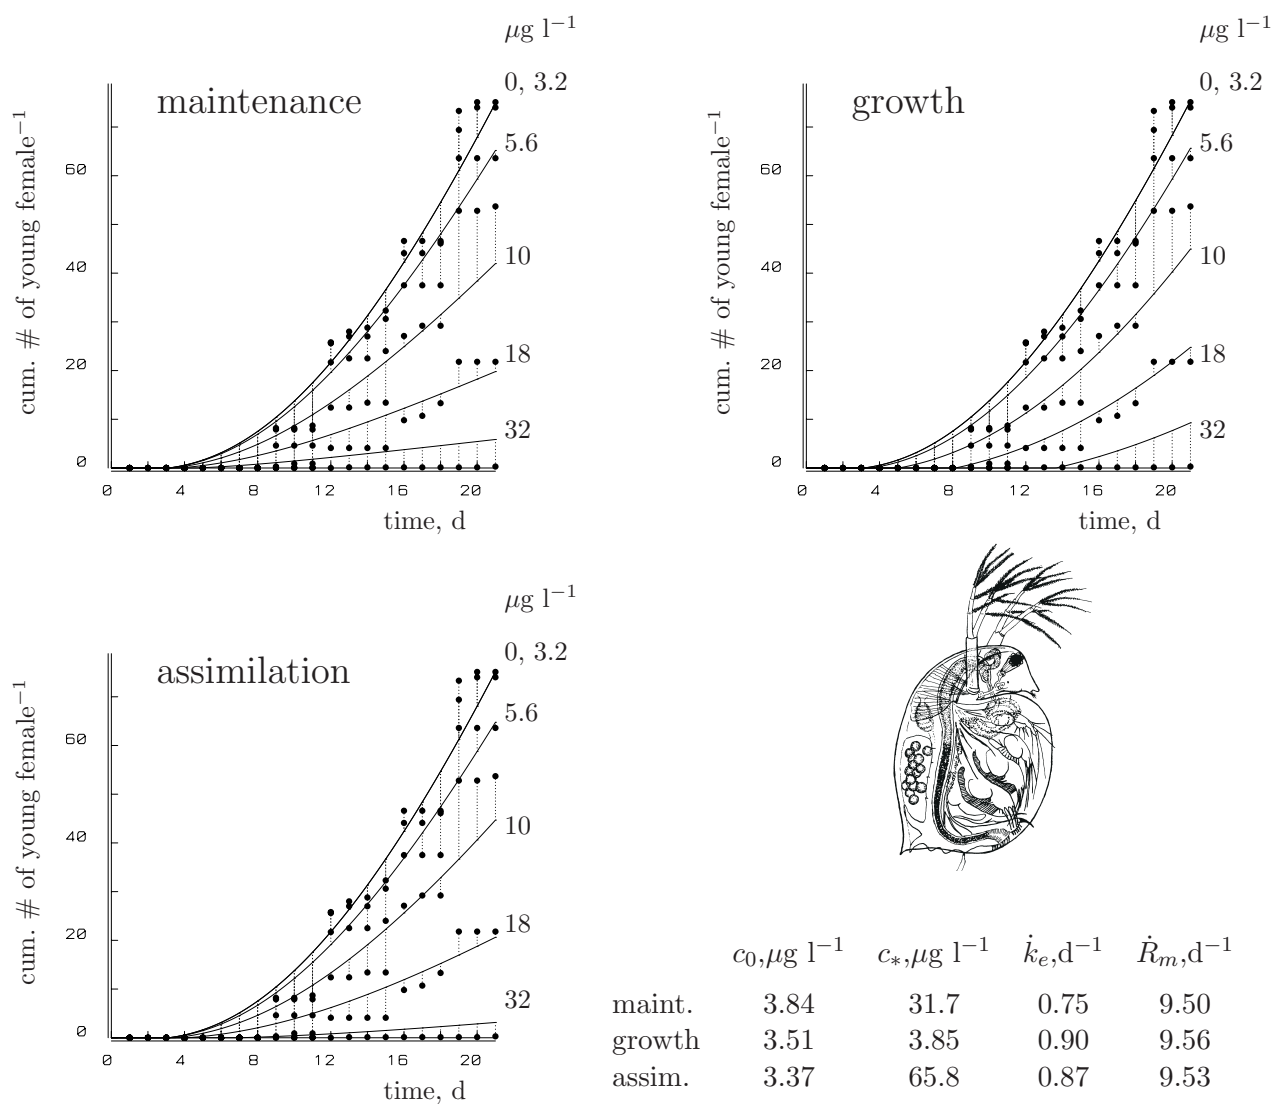 μg l⁻¹
0, 3.2
maintenance
5.6
10
18
32
cum. # of young female⁻¹
60
40
20
0
0 4 8 12 16 20
time, d
μg l⁻¹
0, 3.2
growth
5.6
10
18
32
cum. # of young female⁻¹
60
40
20
0
0 4 8 12 16 20
time, d
μg l⁻¹
0, 3.2
assimilation
5.6
10
18
32
cum. # of young female⁻¹
60
40
20
0
0 4 8 12 16 20
time, d
c₀,μg l⁻¹ c∗,μg l⁻¹ k̇ₑ,d⁻¹ Ṙₘ,d⁻¹
maint. 3.84 31.7 0.75 9.50
growth 3.51 3.85 0.90 9.56
assim. 3.37 65.8 0.87 9.53